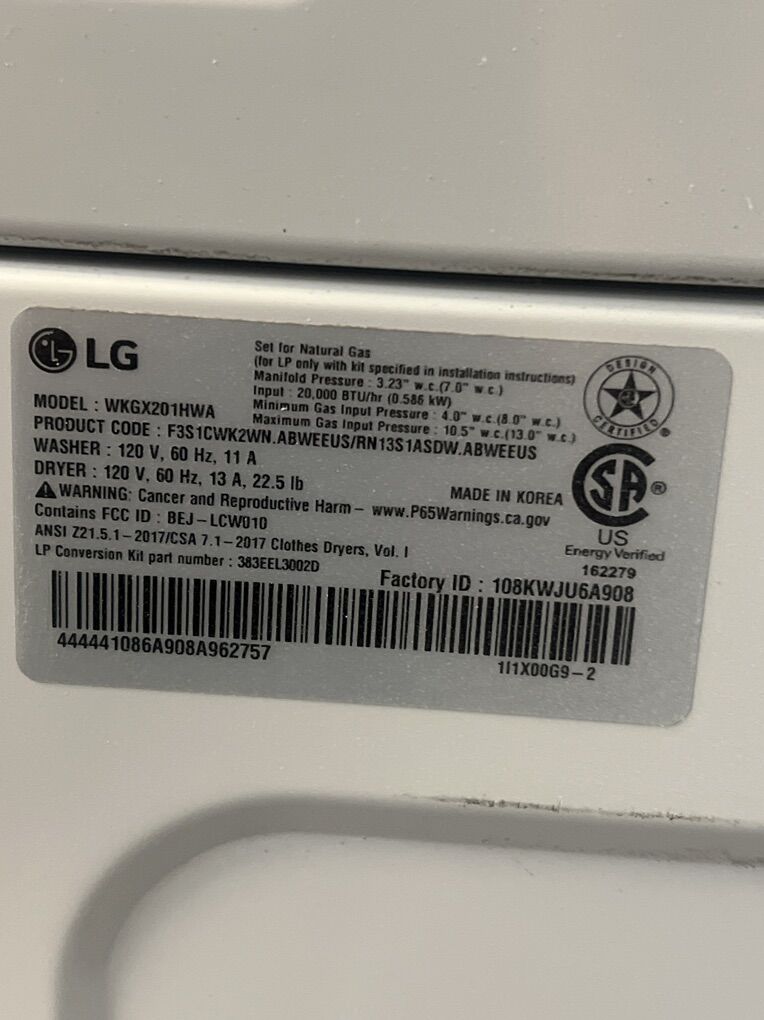 LG
Set for Natural Gas
(for LP only with kit specified in installation instructions)
Manifold Pressure : 3.23" w.c.(7.0" w.c.)
Input : 20,000 BTU/hr (0.586 kW)
Minimum Gas Input Pressure : 4.0" w.c.(8.0" w.c.)
Maximum Gas Input Pressure : 10.5" w.c.(13.0" w.c.)
DESIGN
CERTIFIED
®
MODEL : WKGX201HWA
PRODUCT CODE : F3S1CWK2WN.ABWEEUS/RN13S1ASDW.ABWEEUS
WASHER : 120 V, 60 Hz, 11 A
DRYER : 120 V, 60 Hz, 13 A, 22.5 lb
MADE IN KOREA
⚠WARNING: Cancer and Reproductive Harm – www.P65Warnings.ca.gov
Contains FCC ID : BEJ-LCW010
ANSI Z21.5.1-2017/CSA 7.1-2017 Clothes Dryers, Vol. I
LP Conversion Kit part number : 383EEL3002D
SA ®
US
Energy Verified
162279
Factory ID : 108KWJU6A908
444441086A908A962757
1I1X00G9-2